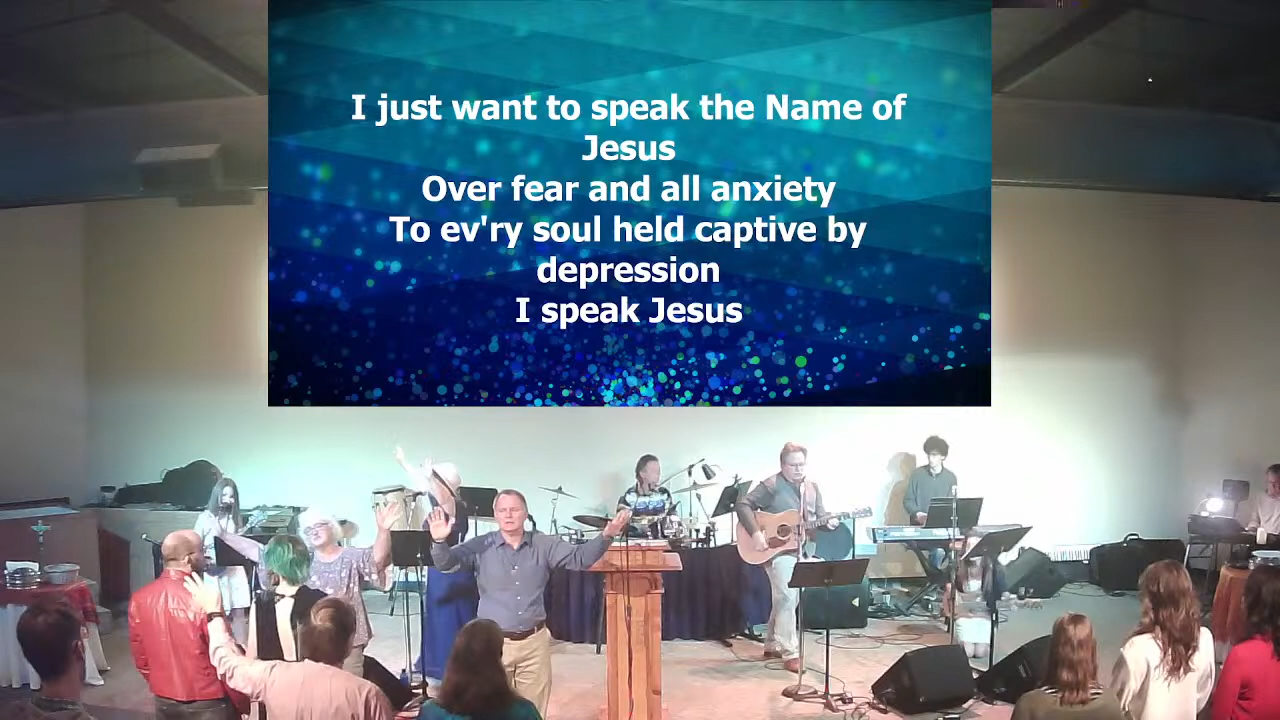 I just want to speak the Name of
Jesus
Over fear and all anxiety
To ev'ry soul held captive by
depression
I speak Jesus